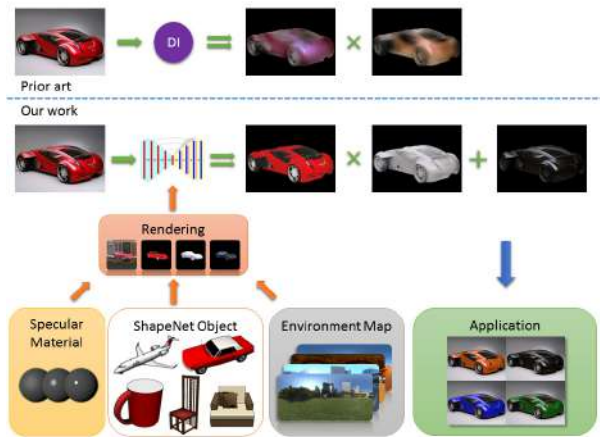 DI
Prior art
Our work
Rendering
Specular
Material
ShapeNet Object
Environment Map
Application